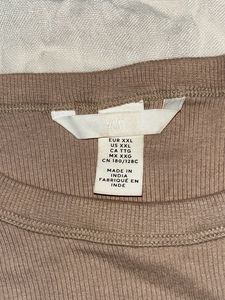 EUR XXL
US XXL
CA TTG
MX XXG
CN 180/128C
MADE IN
INDIA
FABRIQUÉ EN
INDE